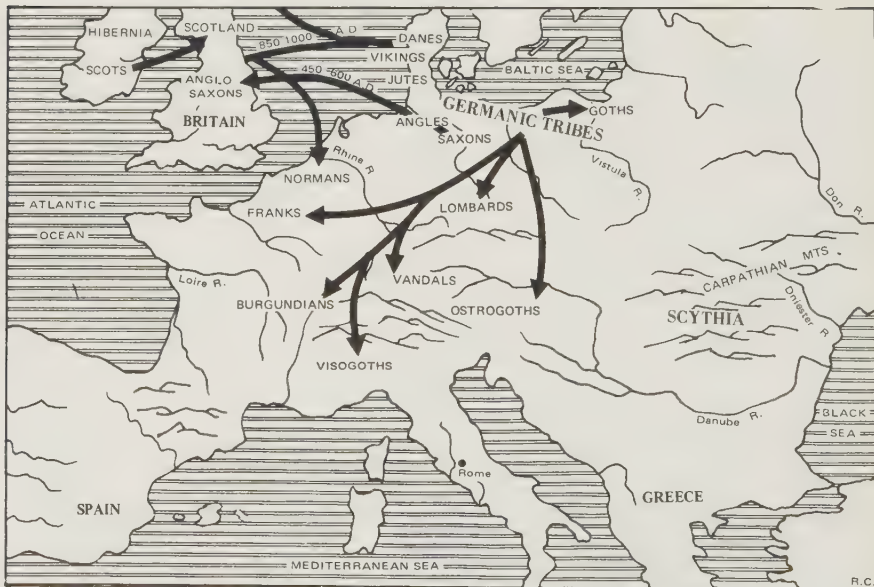 HIBERNIA
SCOTLAND
850 1000 A D
DANES
VIKINGS
SCOTS
450-600 A.D.
JUTES
BALTIC SEA
ANGLO
SAXONS
GOTHS
BRITAIN
ANGLES
SAXONS
GERMANIC TRIBES
Rhine R
NORMANS
Vistula R.
ATLANTIC
OCEAN
FRANKS
LOMBARDS
Don R.
Loire R.
VANDALS
CARPATHIAN MTS
BURGUNDIANS
OSTROGOTHS
SCYTHIA
Dniester R
VISOGOTHS
Danube R.
BLACK
SEA
Rome
SPAIN
GREECE
MEDITERRANEAN SEA
R.C.